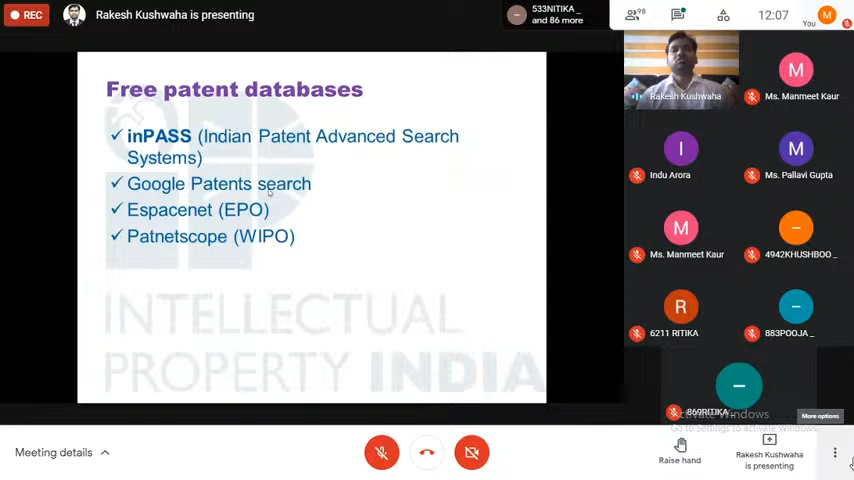 REC
Rakesh Kushwaha is presenting
533NITIKA _
and 86 more
98
12:07
You
M
Free patent databases
✓ inPASS (Indian Patent Advanced Search
Systems)
✓ Google Patents search
✓ Espacenet (EPO)
✓ Patnetscope (WIPO)
INTELLECTUAL
PROPERTY INDIA
Rakesh Kushwaha
M
Ms. Manmeet Kaur
I
Indu Arora
M
Ms. Pallavi Gupta
M
Ms. Manmeet Kaur
4942KHUSHBOO _
R
6211 RITIKA
883POOJA _
869RITIKA _
Activate Windows
Go to Settings to activate Windows.
More options
Meeting details
Raise hand
Rakesh Kushwaha
is presenting